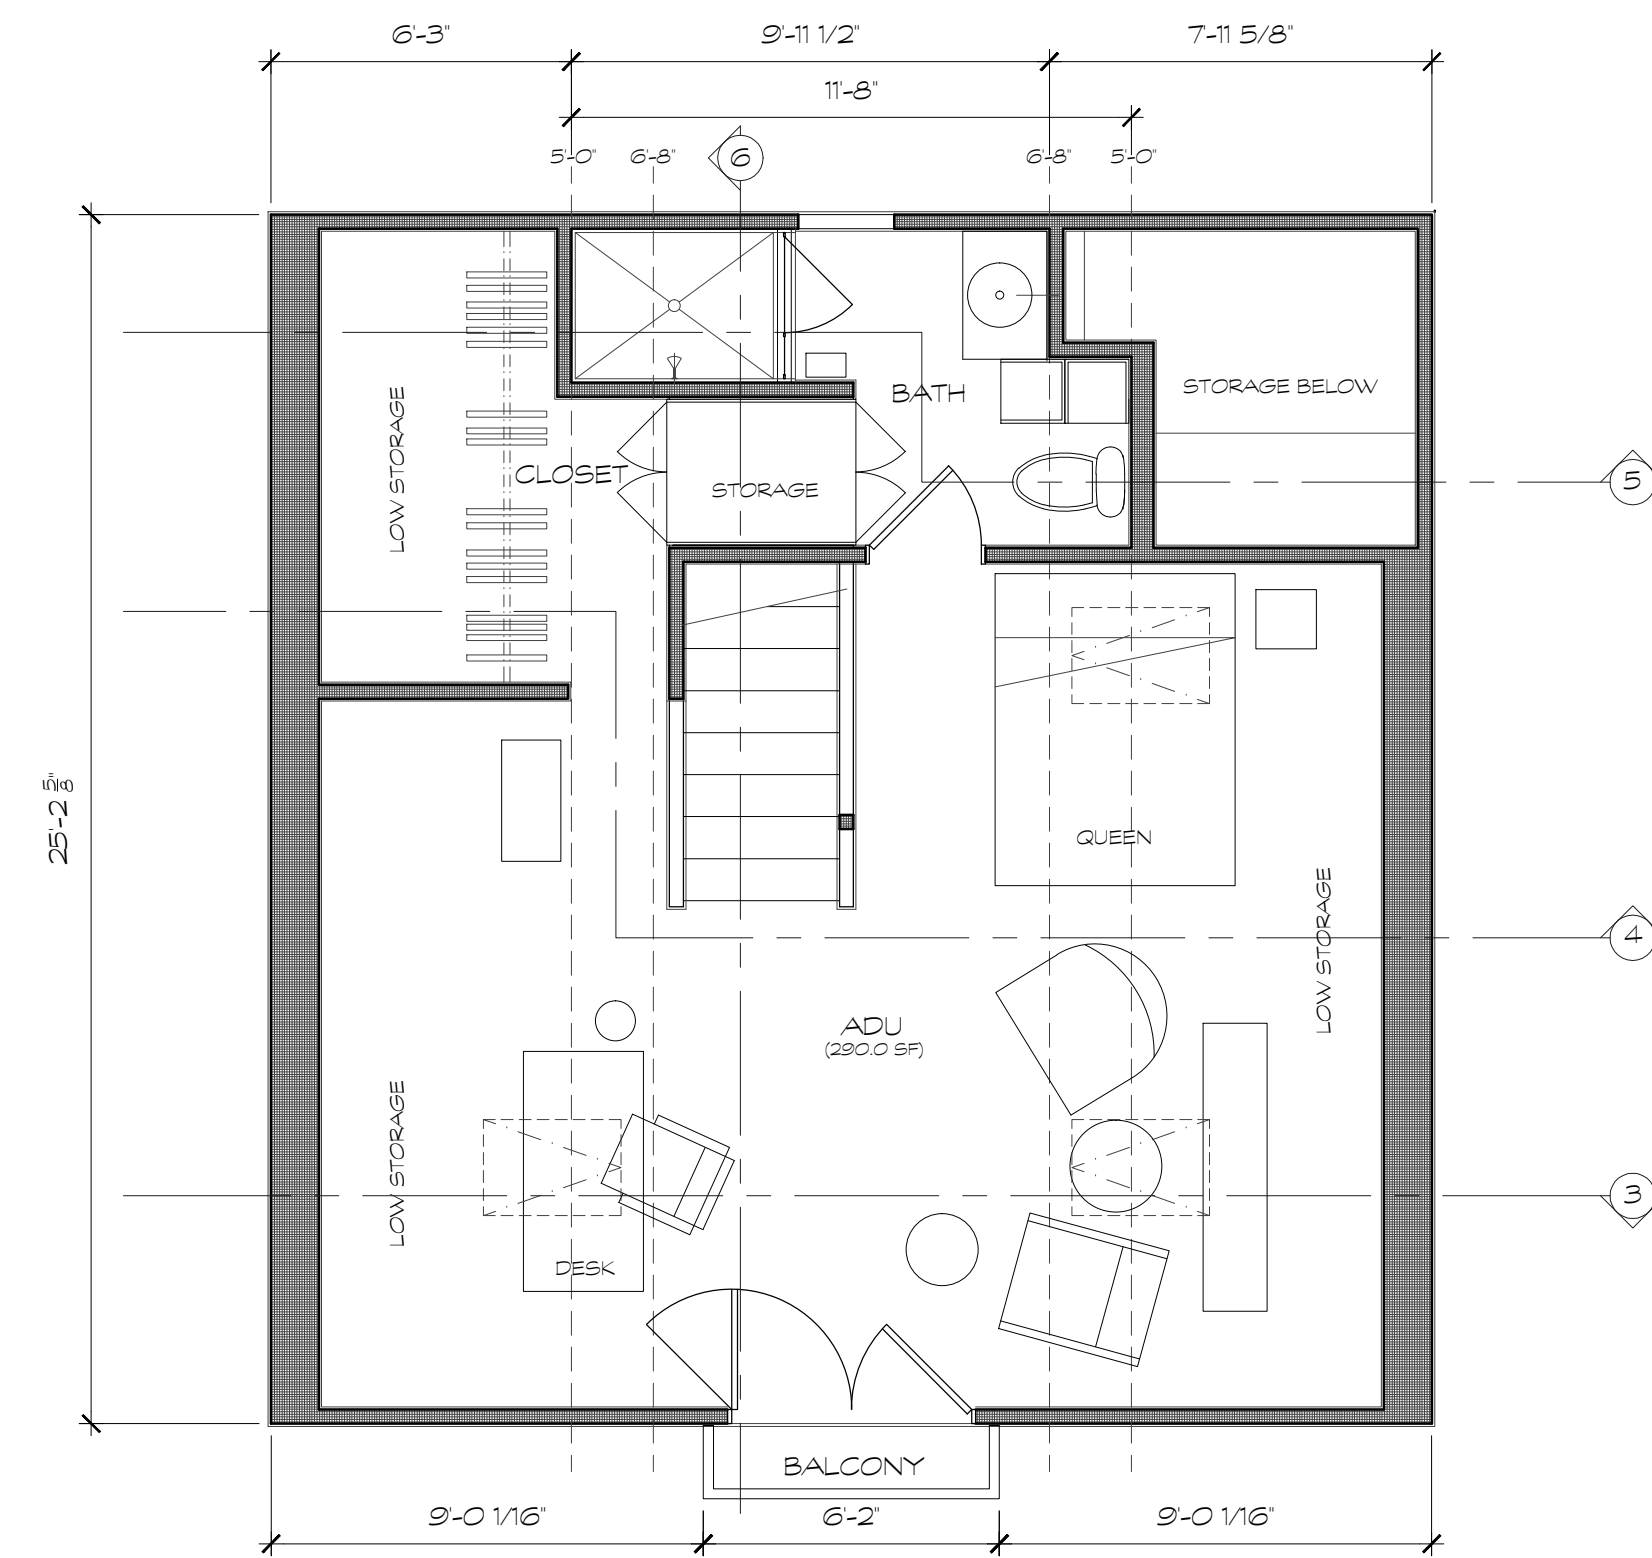 6'-3"
9'-11 1/2"
7'-11 5/8"
11'-8"
5'-0"
6'-8"
6
6'-8"
5'-0"
LOW STORAGE
CLOSET
STORAGE
BATH
STORAGE BELOW
5
25'-2 5/8"
QUEEN
LOW STORAGE
4
ADU
(290.0 SF)
LOW STORAGE
3
DESK
BALCONY
9'-0 1/16"
6'-2"
9'-0 1/16"